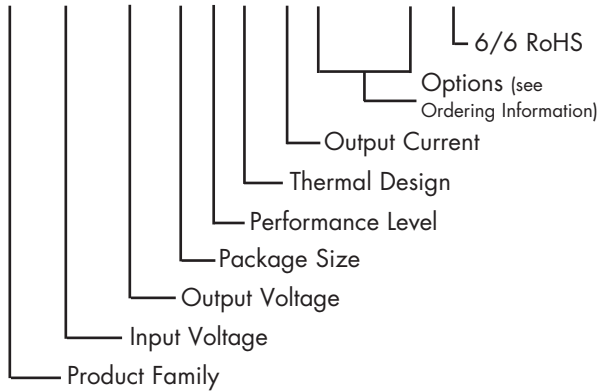 6/6 RoHS
Options (see
Ordering Information)
Output Current
Thermal Design
Performance Level
Package Size
Output Voltage
Input Voltage
Product Family